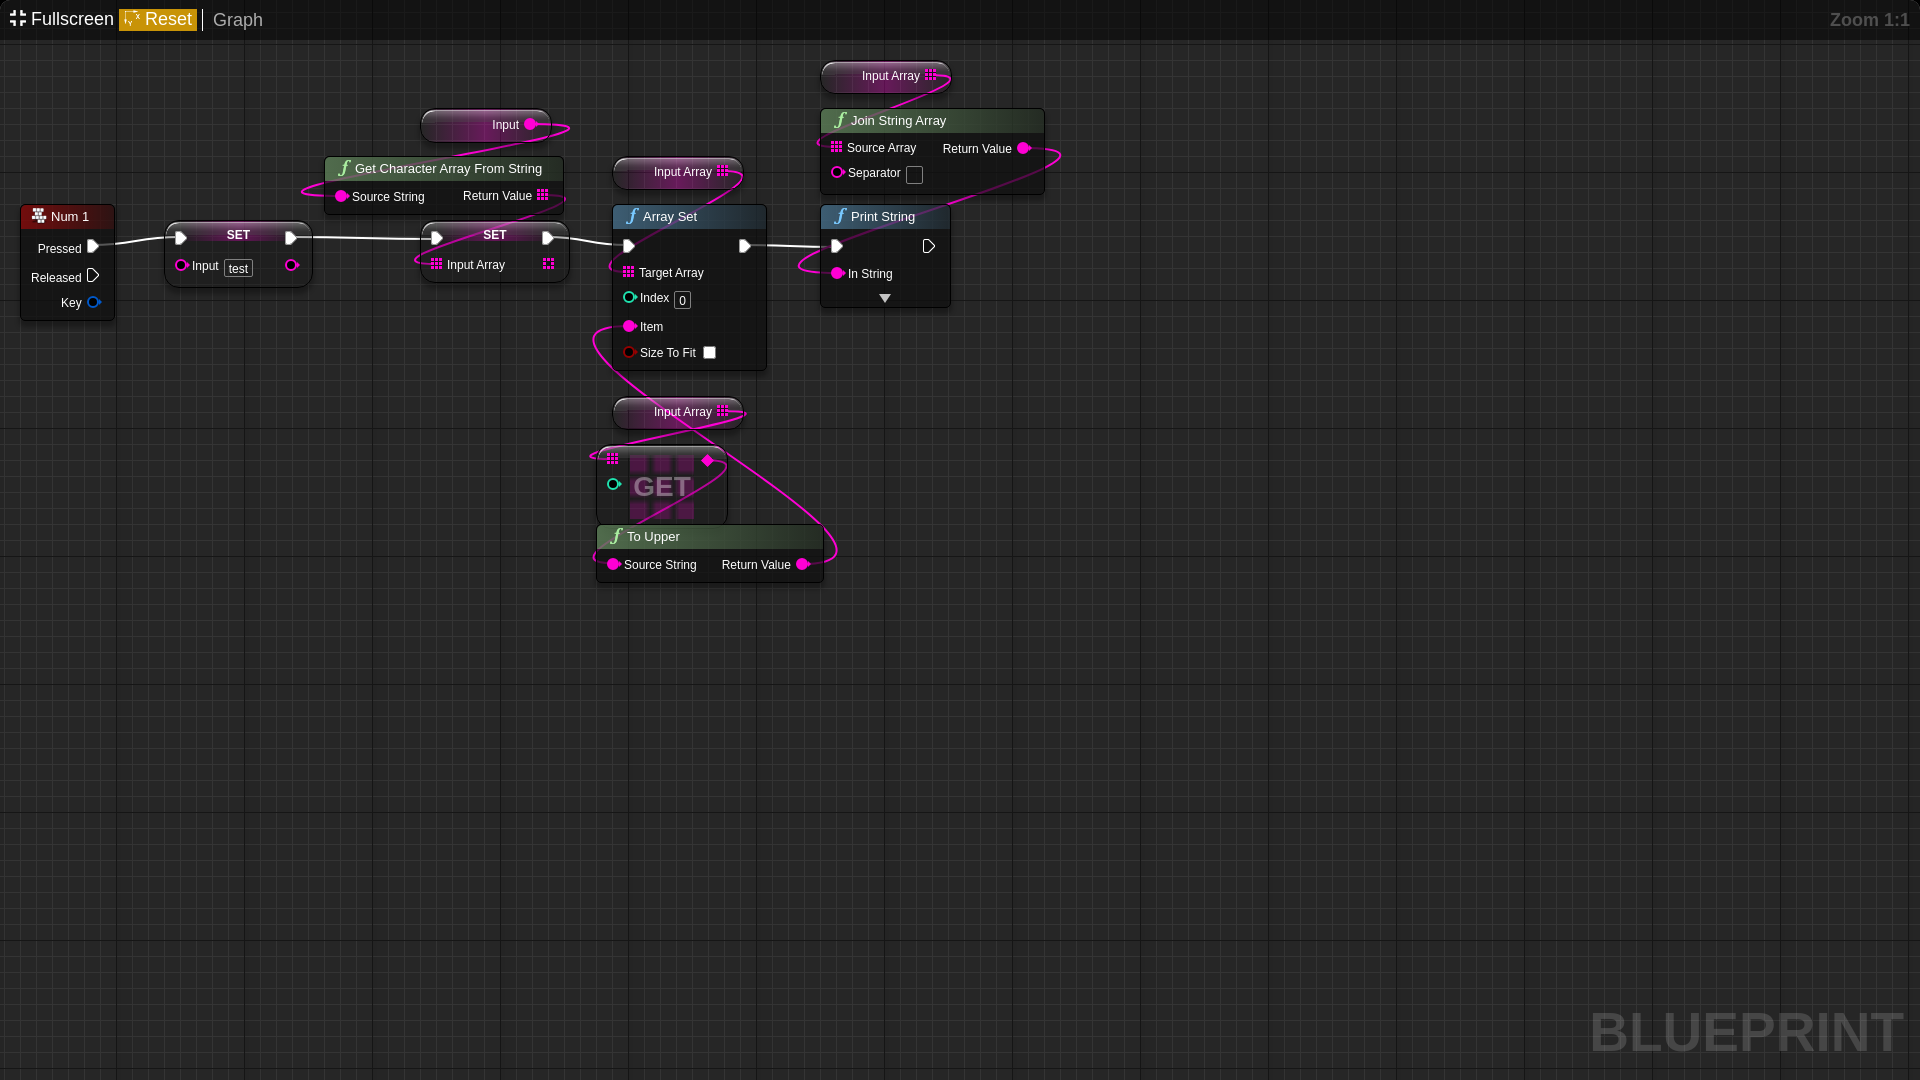 Fullscreen Reset Graph Zoom 1:1
Input Array
Join String Array
Source Array Return Value
Separator
Input
Get Character Array From String
Source String Return Value
Input Array
Num 1
Pressed
Released
Key
SET
Input test
SET
Input Array
Array Set
Target Array
Index 0
Item
Size To Fit
Print String
In String
Input Array
GET
To Upper
Source String Return Value
BLUEPRINT